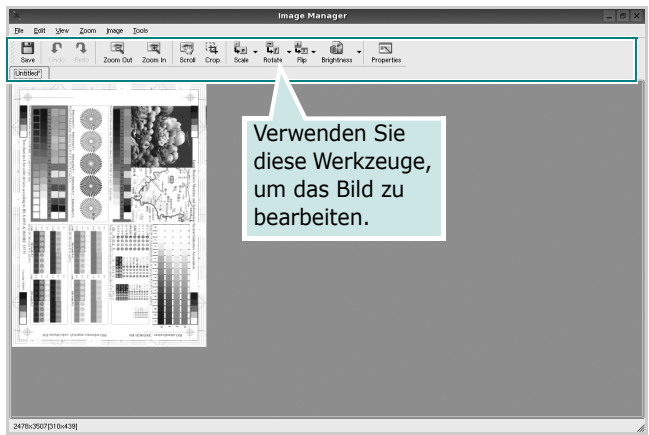 Image Manager
File Edit View Zoom Image Tools
Save Undo Redo Zoom Out Zoom In Scroll Crop Scale Rotate Flip Brightness Properties
Untitled*
Verwenden Sie
diese Werkzeuge,
um das Bild zu
bearbeiten.
2478x3507[310x439]